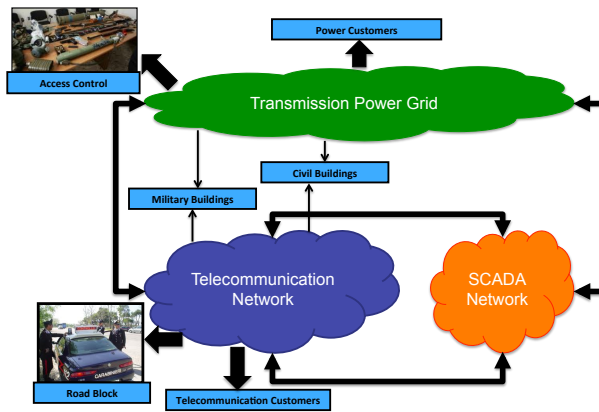 Power Customers
Access Control
Transmission Power Grid
Civil Buildings
Military Buildings
Telecommunication
Network
SCADA
Network
CARABINIERI
Road Block
Telecommunication Customers